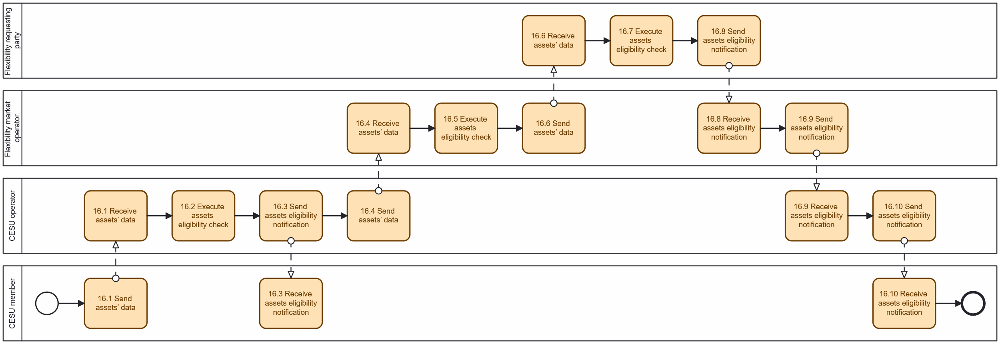 Flexibility requesting
party
16.6 Receive
assets’ data
16.7 Execute
assets
eligibility check
16.8 Send
assets eligibility
notification
Flexibility market
operator
16.4 Receive
assets’ data
16.5 Execute
assets
eligibility check
16.6 Send
assets’ data
16.8 Receive
assets eligibility
notification
16.9 Send
assets eligibility
notification
CESU operator
16.1 Receive
assets’ data
16.2 Execute
assets
eligibility check
16.3 Send
assets eligibility
notification
16.4 Send
assets’ data
16.9 Receive
assets eligibility
notification
16.10 Send
assets eligibility
notification
CESU member
16.1 Send
assets’ data
16.3 Receive
assets eligibility
notification
16.10 Receive
assets eligibility
notification